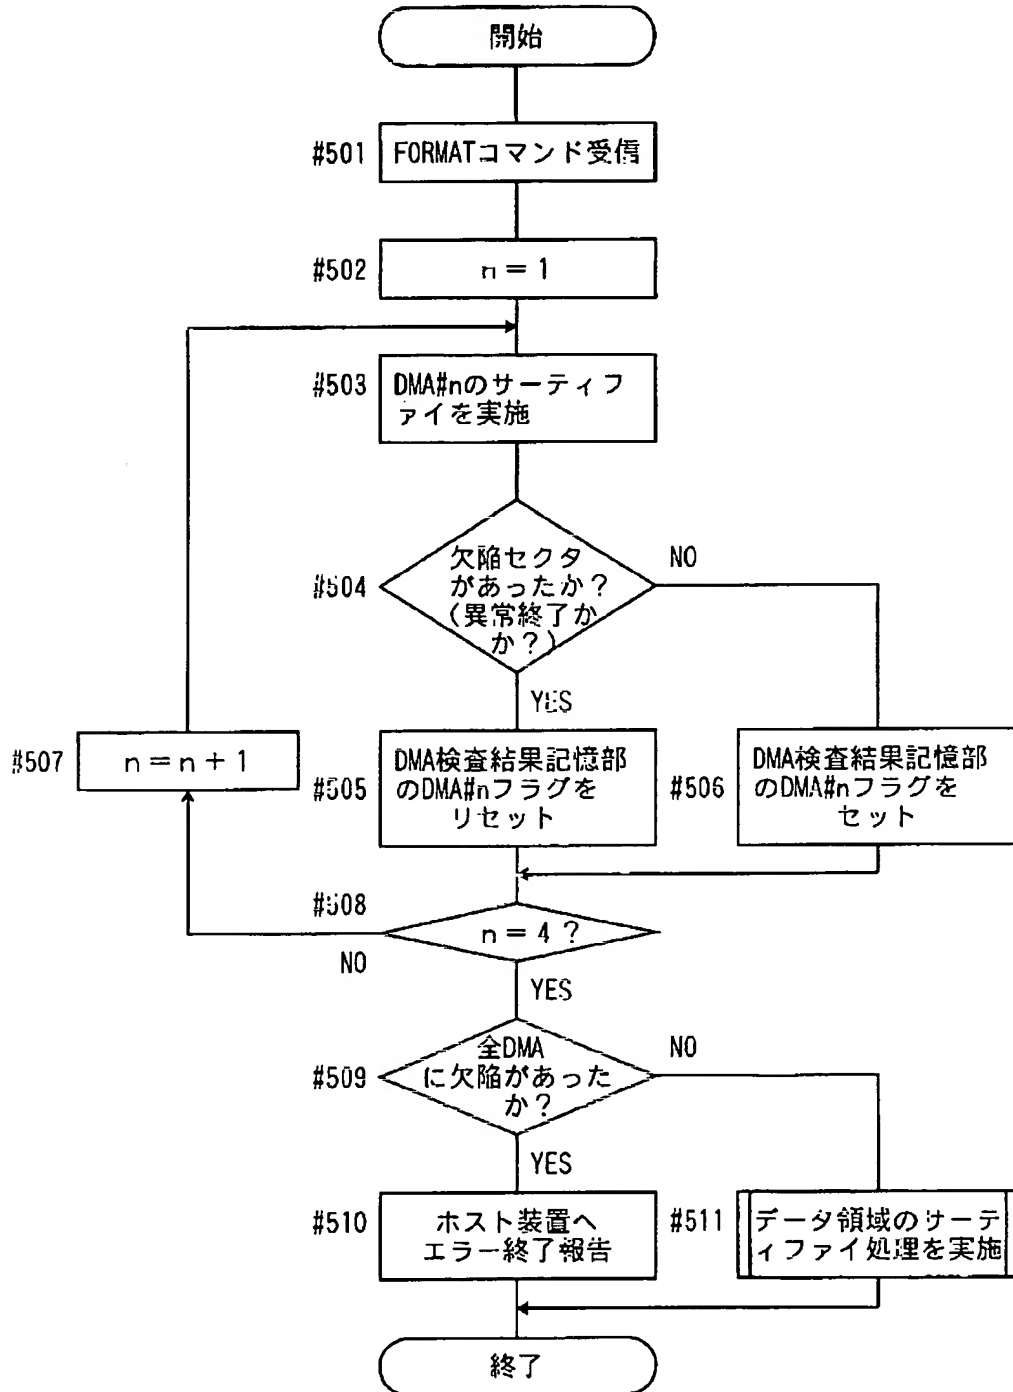 開始
#501
FORMATコマンド受信
#502
n=1
#503
DMA#nのサーティフ
ァイを実施
#504
欠陥セクタ
があったか?
(異常終了か
か?)
NO
YES
#507
n=n+1
#505
DMA検査結果記憶部
のDMA#nフラグを
リセット
#506
DMA検査結果記憶部
のDMA#nフラグを
セット
#508
n=4?
NO
YES
#509
全DMA
に欠陥があった
か?
NO
YES
#510
ホスト装置へ
エラー終了報告
#511
データ領域のサーテ
ィファイ処理を実施
終了